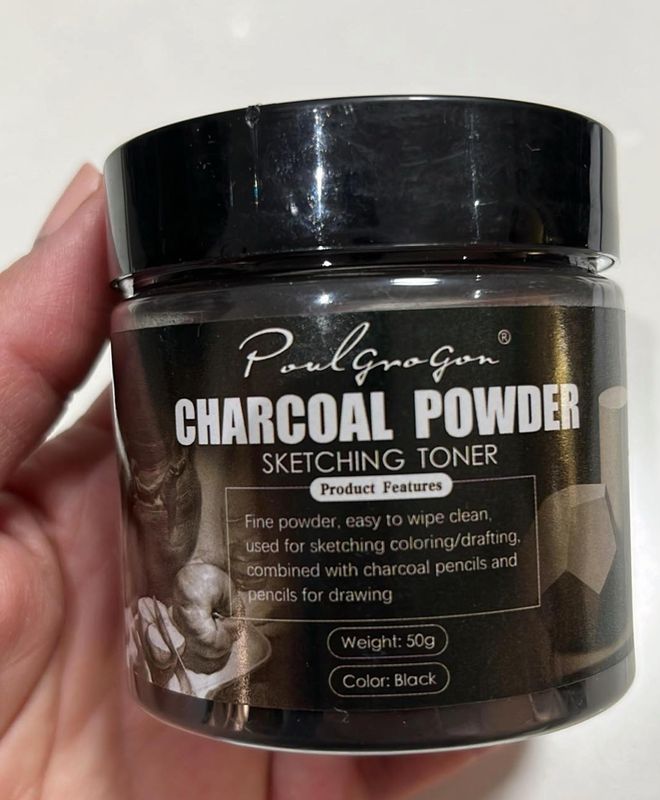 Poulgrogon®
CHARCOAL POWDER
SKETCHING TONER
Product Features
Fine powder, easy to wipe clean,
used for sketching coloring/drafting,
combined with charcoal pencils and
pencils for drawing
Weight: 50g
Color: Black